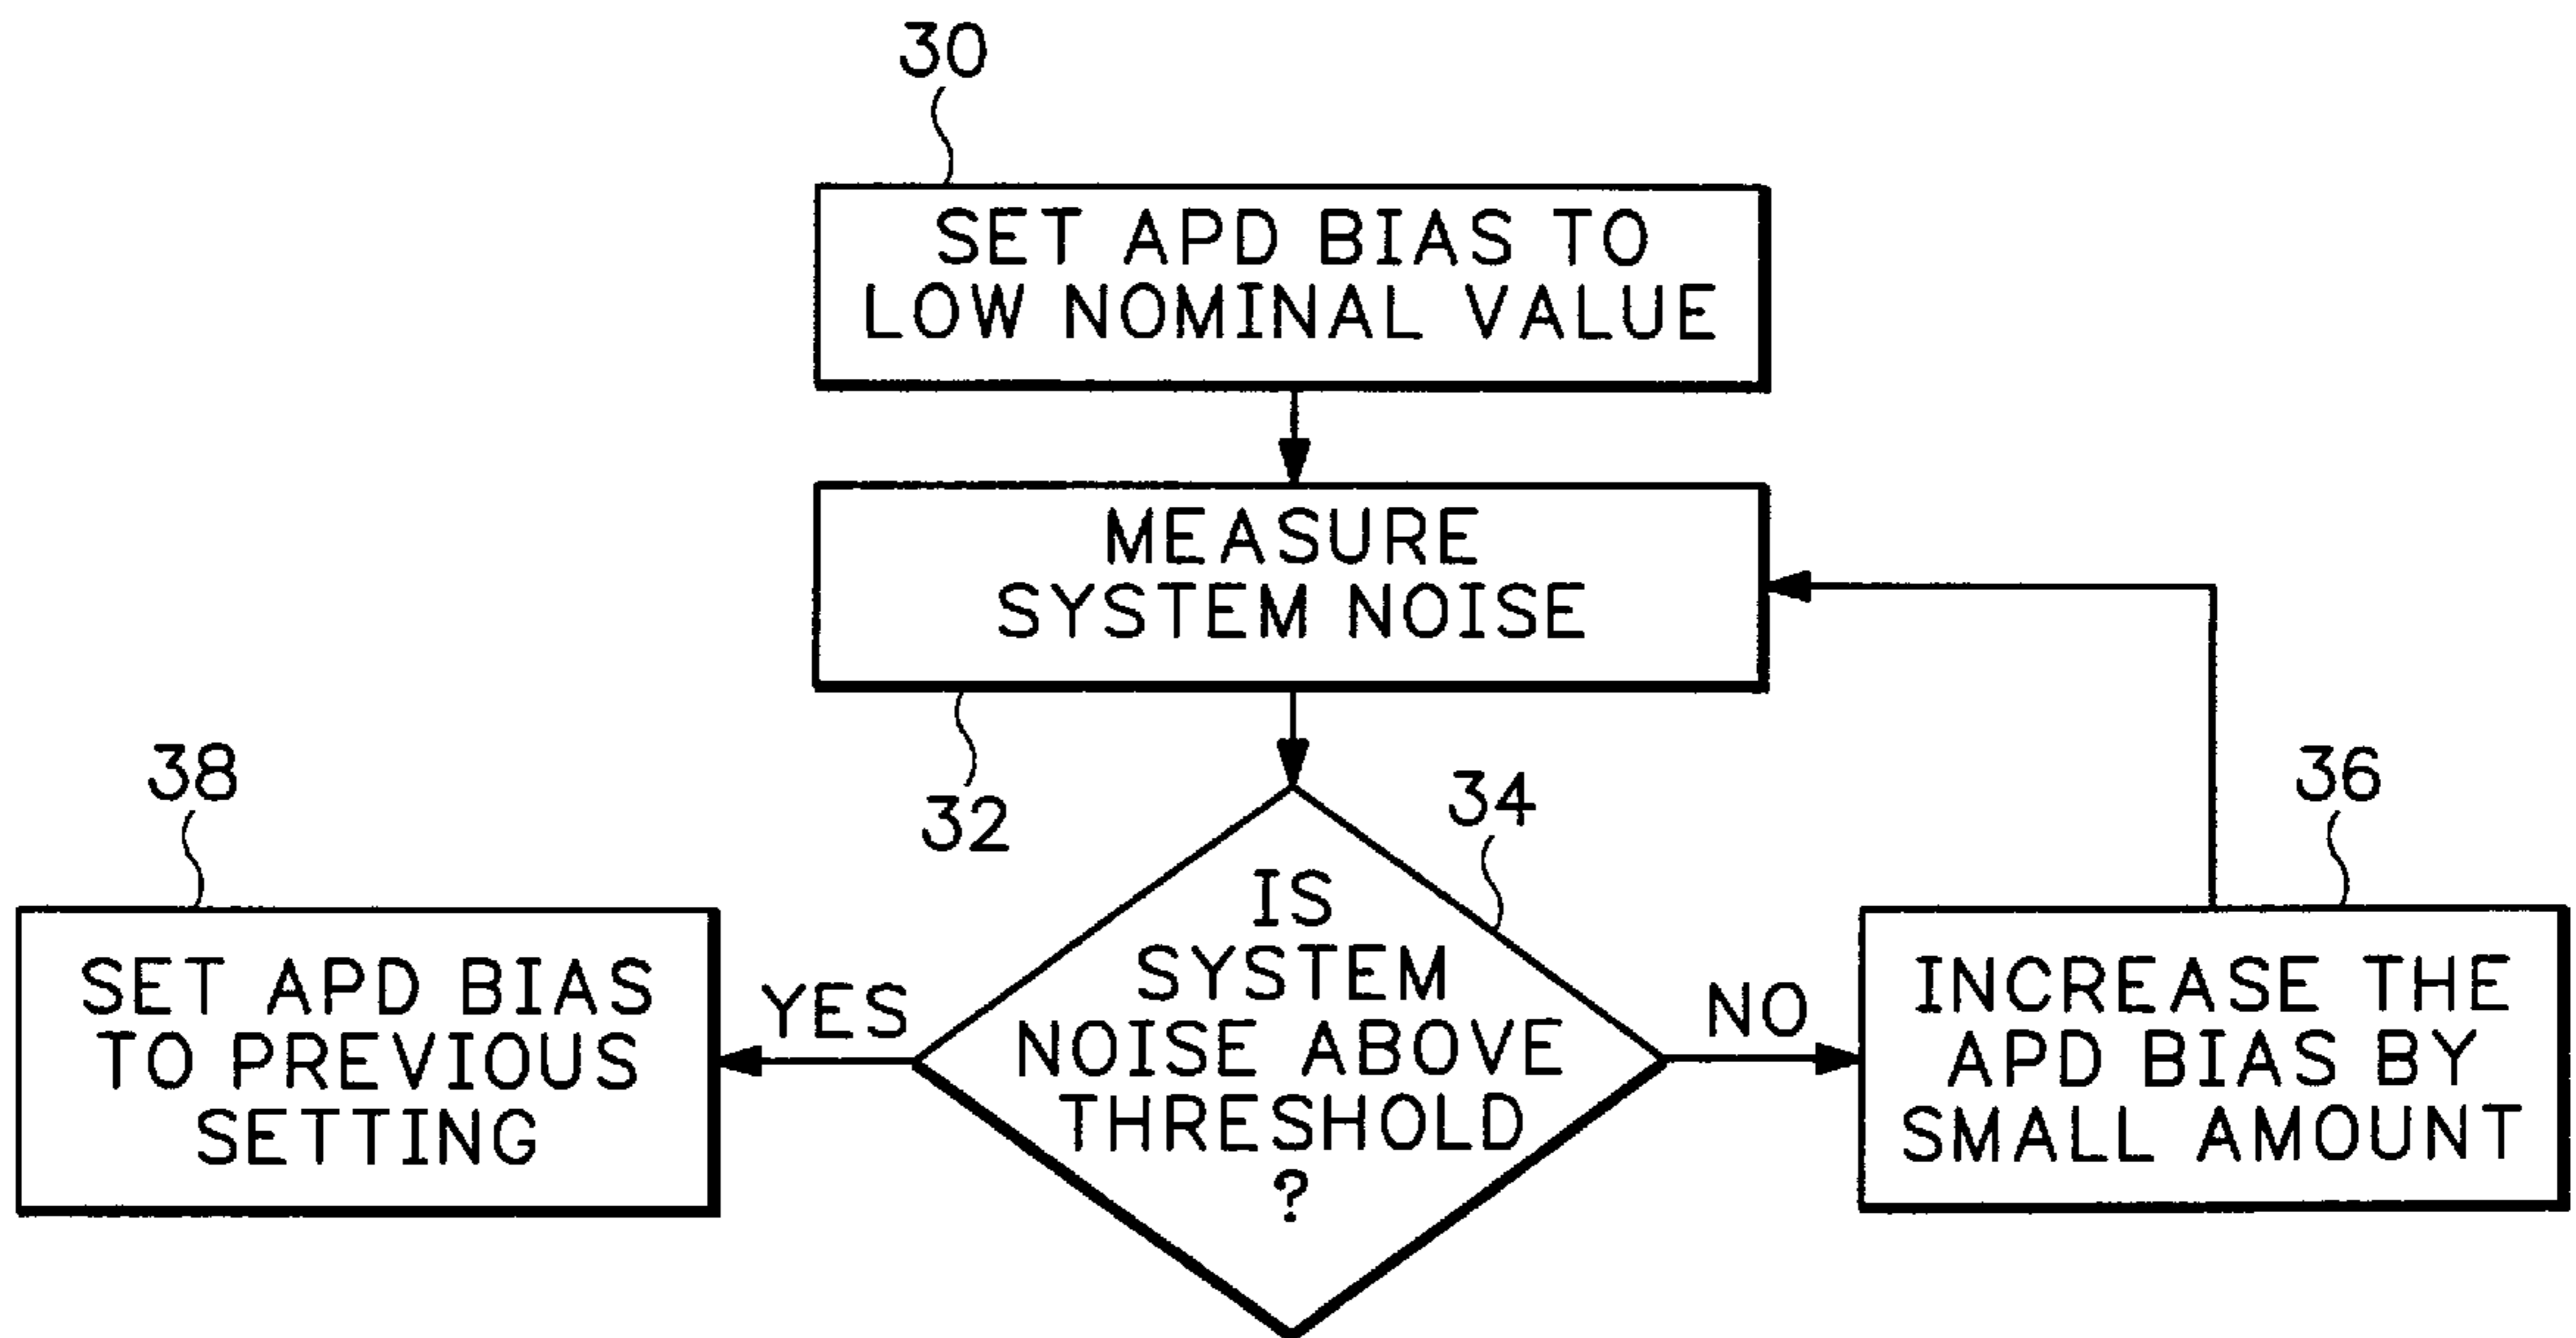 30
SET APD BIAS TO
LOW NOMINAL VALUE
MEASURE
SYSTEM NOISE
32
34
IS
SYSTEM
NOISE ABOVE
THRESHOLD
?
YES
38
SET APD BIAS
TO PREVIOUS
SETTING
NO
36
INCREASE THE
APD BIAS BY
SMALL AMOUNT